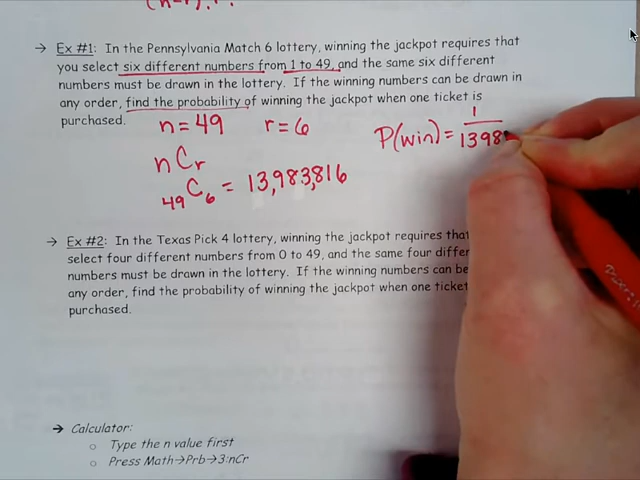 → Ex #1: In the Pennsylvania Match 6 lottery, winning the jackpot requires that
you select six different numbers from 1 to 49, and the same six different
numbers must be drawn in the lottery. If the winning numbers can be drawn in
any order, find the probability of winning the jackpot when one ticket is
purchased.
n=49 r=6
P(win) = 1
1398
nCr
49C6 = 13,983,816
→ Ex #2: In the Texas Pick 4 lottery, winning the jackpot requires that
select four different numbers from 0 to 49, and the same four
numbers must be drawn in the lottery. If the winning numbers can be
any order, find the probability of winning the jackpot when one ticket
purchased.
→ Calculator:
o Type the n value first
o Press Math→Prb→3:nCr